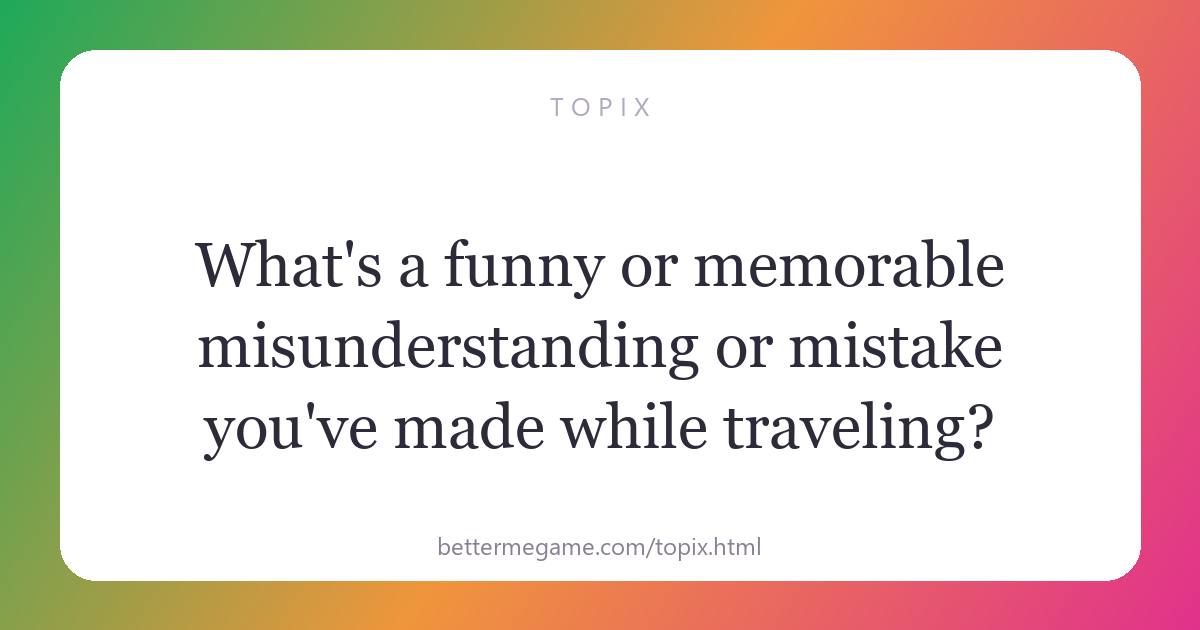 TOPIX
What's a funny or memorable
misunderstanding or mistake
you've made while traveling?
bettermegame.com/topix.html